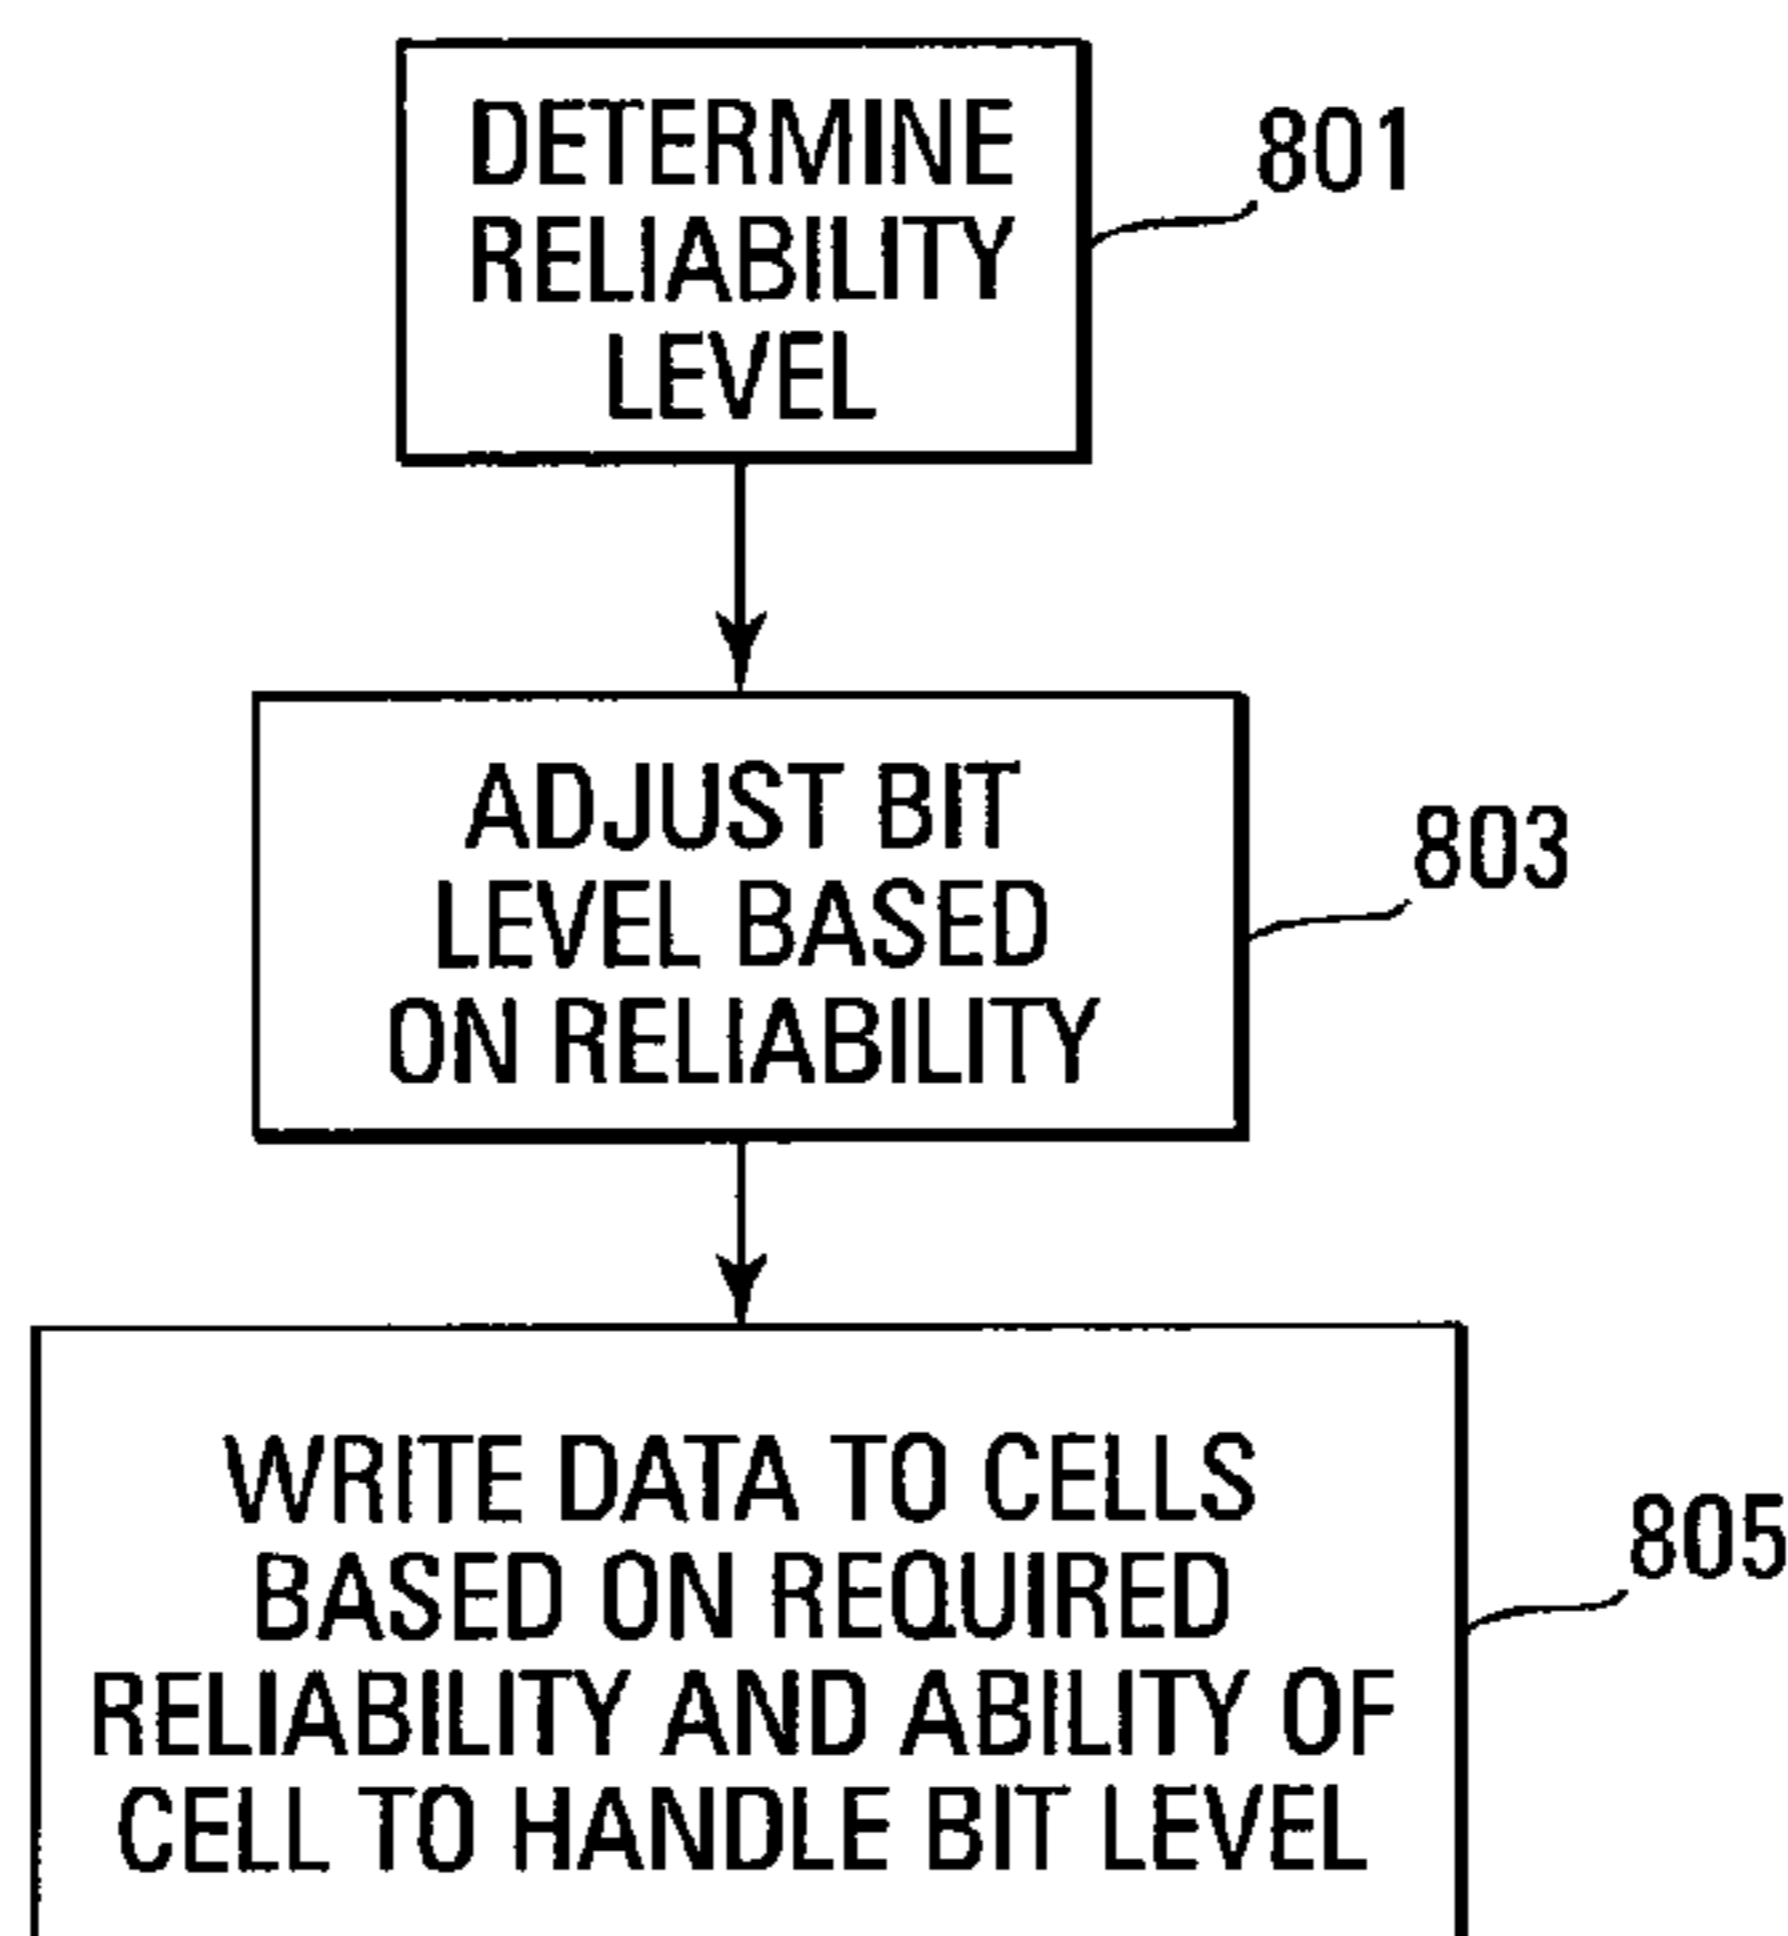 DETERMINE
RELIABILITY
LEVEL
801
ADJUST BIT
LEVEL BASED
ON RELIABILITY
803
WRITE DATA TO CELLS
BASED ON REQUIRED
RELIABILITY AND ABILITY OF
CELL TO HANDLE BIT LEVEL
805